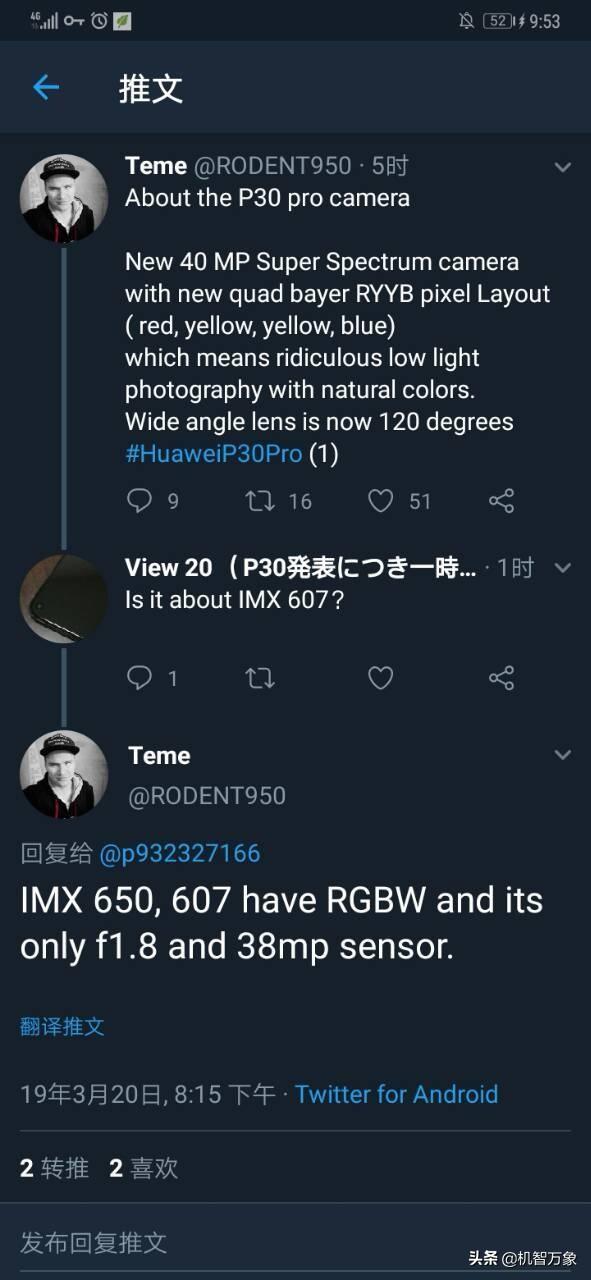 4G
52
9:53
推文
Teme @RODENT950 · 5时
About the P30 pro camera
New 40 MP Super Spectrum camera
with new quad bayer RYYB pixel Layout
( red, yellow, yellow, blue)
which means ridiculous low light
photography with natural colors.
Wide angle lens is now 120 degrees
#HuaweiP30Pro (1)
9 16 51
View 20（P30発表につき一時... · 1时
Is it about IMX 607?
1
Teme
@RODENT950
回复给 @p932327166
IMX 650, 607 have RGBW and its
only f1.8 and 38mp sensor.
翻译推文
19年3月20日, 8:15 下午 · Twitter for Android
2 转推 2 喜欢
发布回复推文
头条 @机智万象